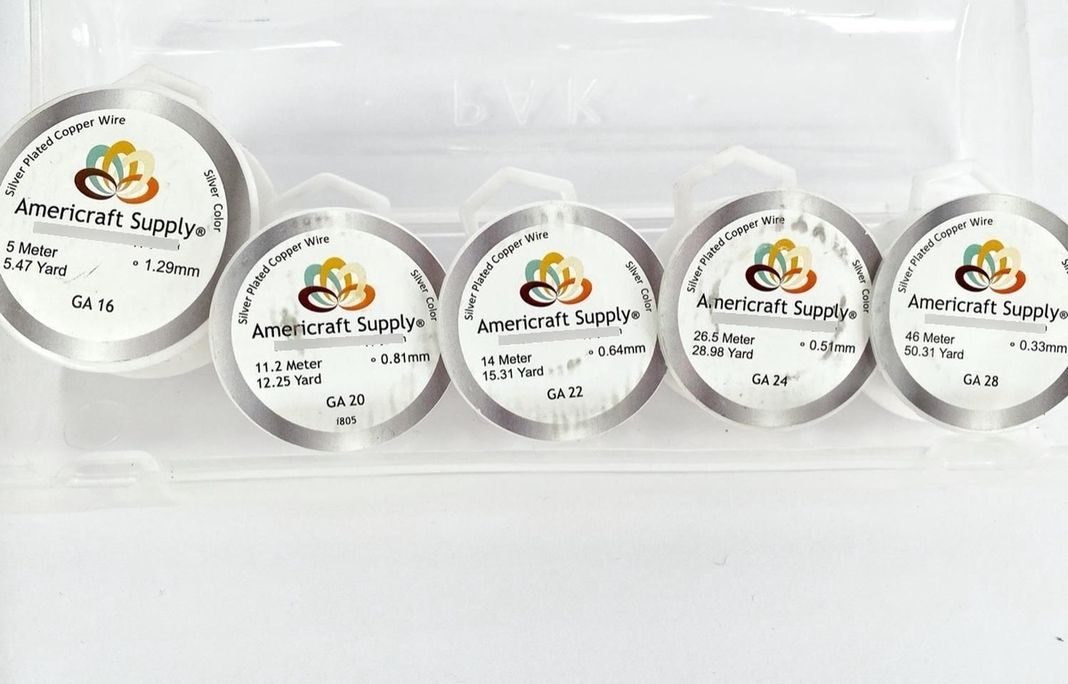 Silver Plated Copper Wire
Silver Color
Americraft Supply®
5 Meter
5.47 Yard
1.29mm
GA 16
Silver Plated Copper Wire
Silver Color
Americraft Supply®
11.2 Meter
12.25 Yard
0.81mm
GA 20
i805
Silver Plated Copper Wire
Silver Color
Americraft Supply®
14 Meter
15.31 Yard
0.64mm
GA 22
Silver Plated Copper Wire
Silver Color
Americraft Supply®
26.5 Meter
28.98 Yard
0.51mm
GA 24
Silver Plated Copper Wire
Silver
Americraft Supply®
46 Meter
50.31 Yard
0.33mm
GA 28